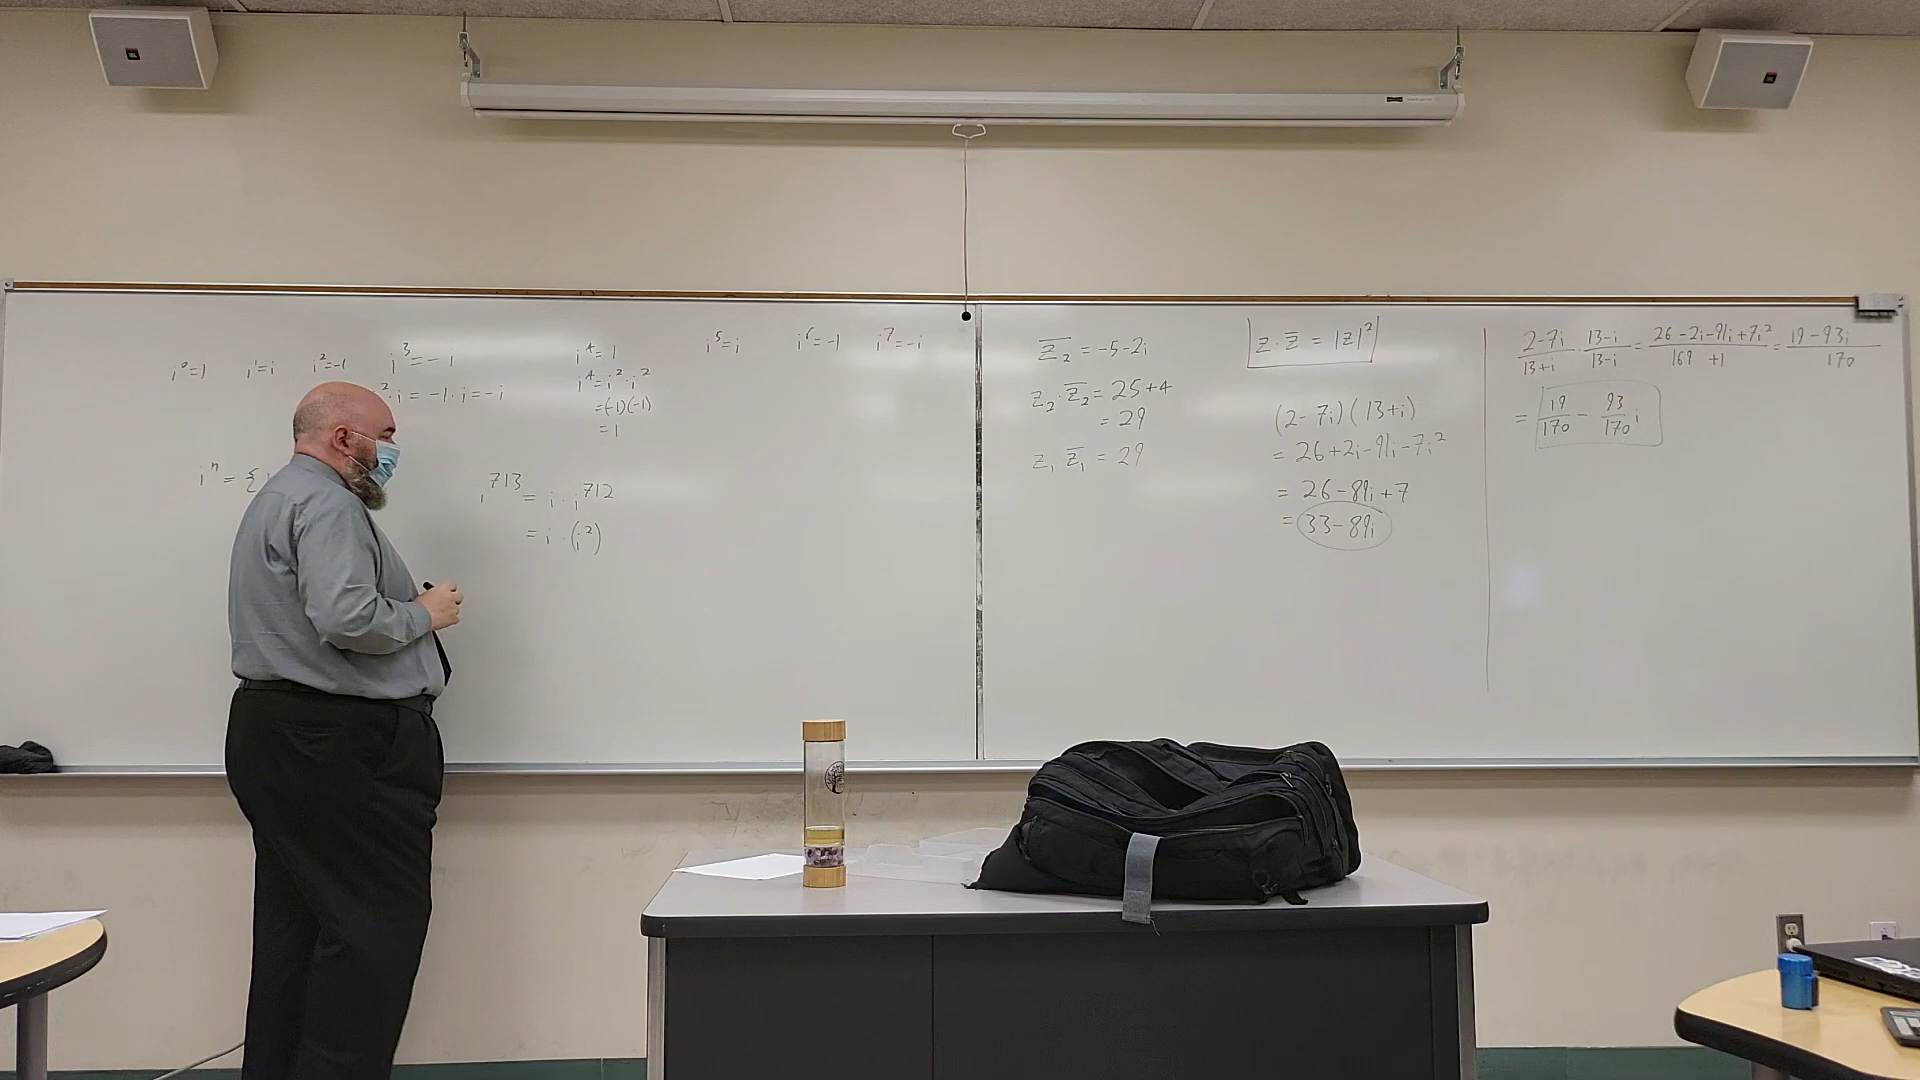 i⁰=1 i¹=i i²=-1 i³=-i
²·i = -1·i = -i
i⁴=1
i⁴=i²·i²
=(-1)(-1)
=1
i⁵=i i⁶=-1 i⁷=-i
iⁿ = {
i⁷¹³ = i·i⁷¹²
= i·(i²)
z̅₂ = -5-2i
z₂·z̅₂ = 25+4
= 29
z₁ z̅₁ = 29
z·z̅ = |z|²
(2-7i)(13+i)
= 26+2i-91i-7i²
= 26-89i+7
= 33-89i
(2-7i)/(13+i) · (13-i)/(13-i) = (26-2i-91i+7i²)/(169+1) = (19-93i)/170
= 19/170 - 93/170 i